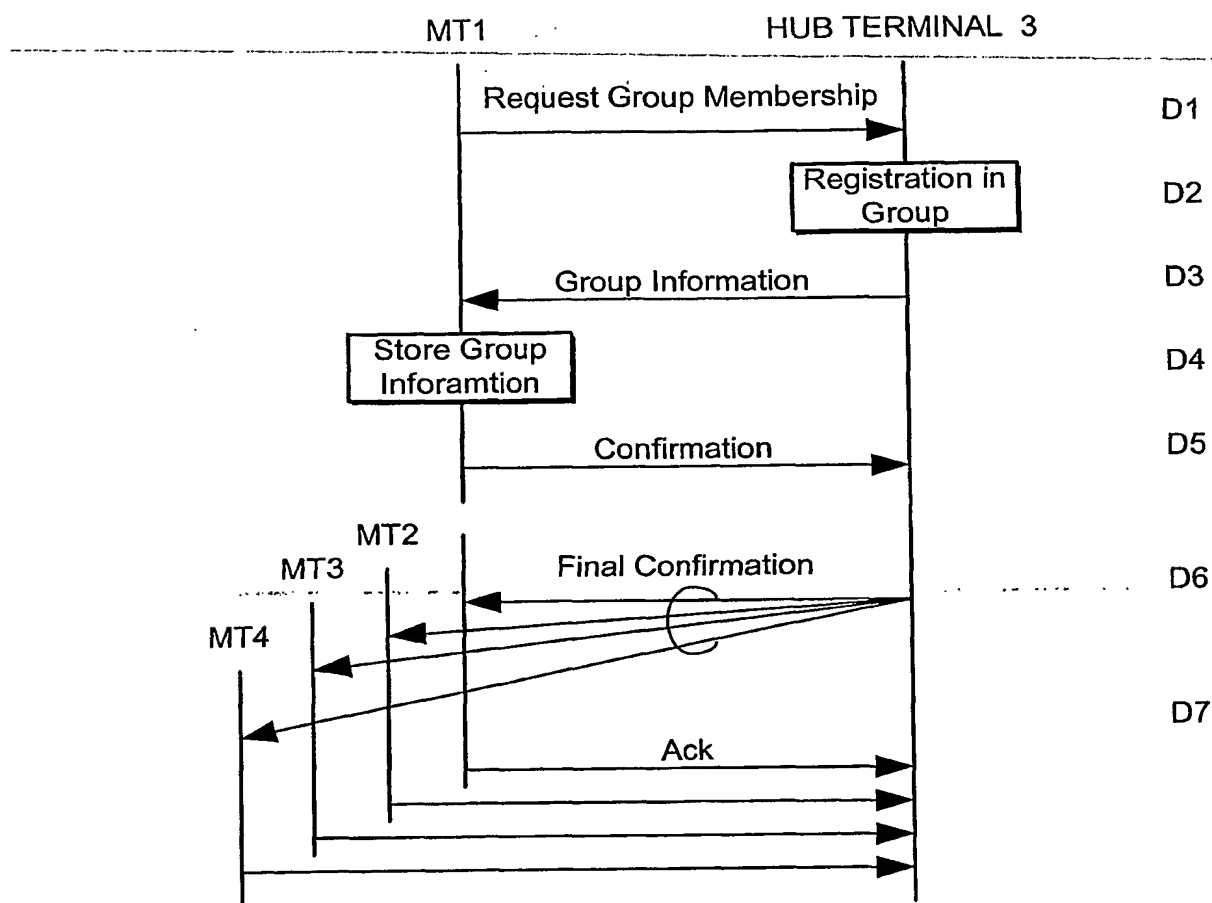 MT1 HUB TERMINAL 3
Request Group Membership D1
Registration in
Group D2
Group Information D3
Store Group
Inforamtion D4
Confirmation D5
MT2
MT3 Final Confirmation D6
MT4
D7
Ack